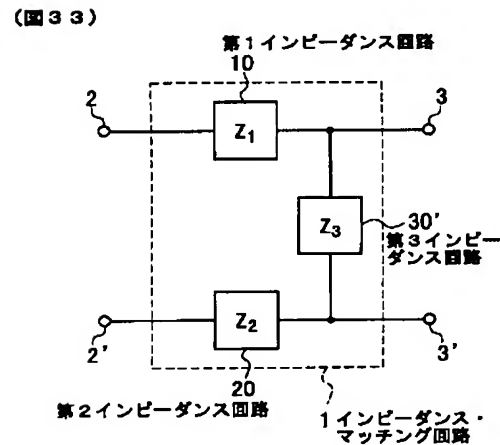 (図33)
第1インピーダンス回路
10
2
3
Z1
Z3
30'
第3インピー
ダンス回路
Z2
2'
3'
20
第2インピーダンス回路
1インピーダンス・
マッチング回路